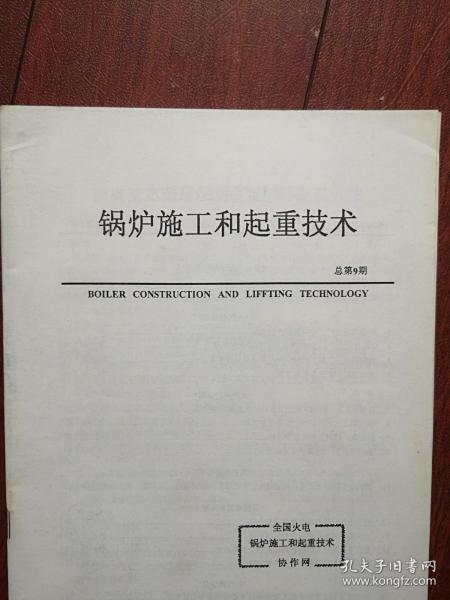 锅炉施工和起重技术
总第9期
BOILER CONSTRUCTION AND LIFFTING TECHNOLOGY
全国火电
锅炉施工和起重技术
协作网
孔夫子旧书网
www.kongfz.com